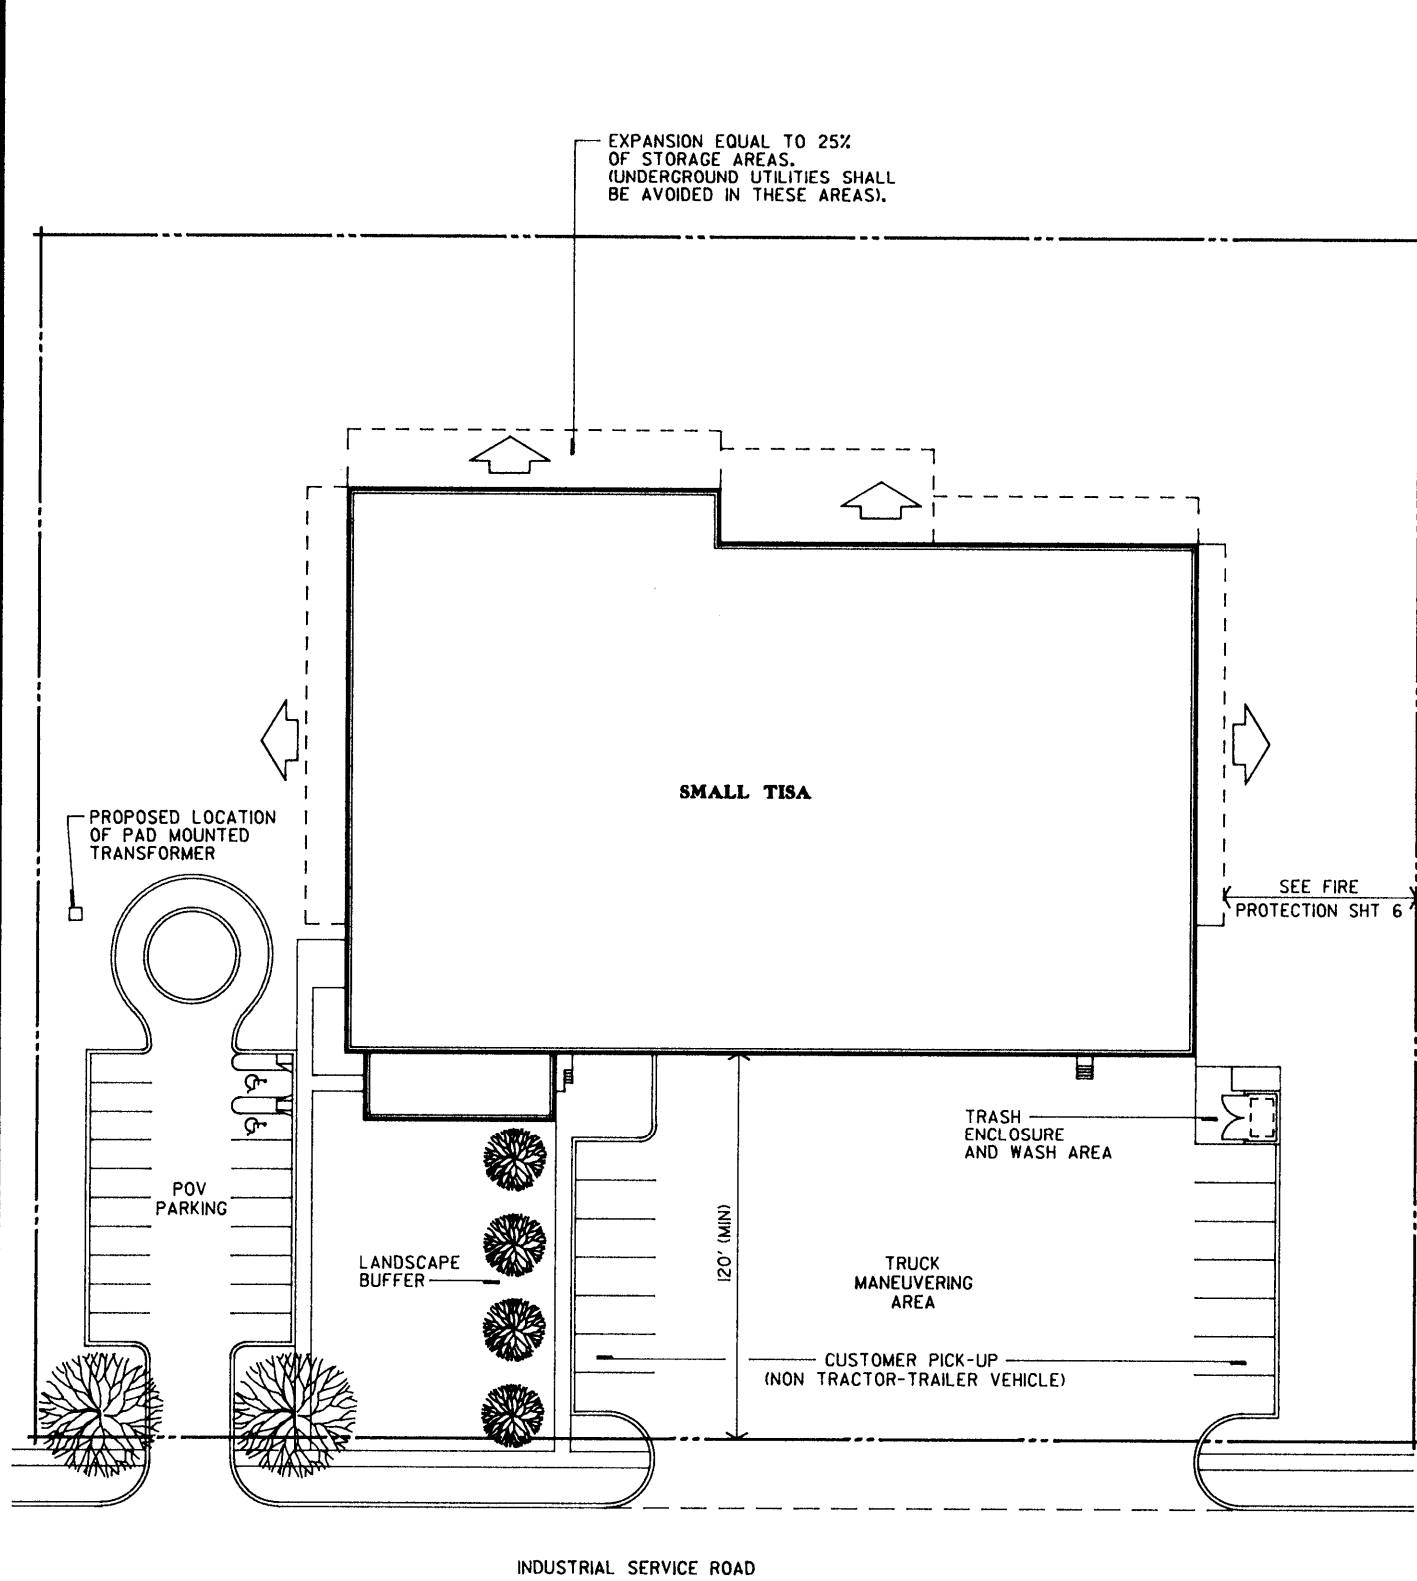 EXPANSION EQUAL TO 25%
OF STORAGE AREAS.
(UNDERGROUND UTILITIES SHALL
BE AVOIDED IN THESE AREAS).
SMALL TISA
PROPOSED LOCATION
OF PAD MOUNTED
TRANSFORMER
SEE FIRE
PROTECTION SHT 6
TRASH
ENCLOSURE
AND WASH AREA
POV
PARKING
120' (MIN)
LANDSCAPE
BUFFER
TRUCK
MANEUVERING
AREA
CUSTOMER PICK-UP
(NON TRACTOR-TRAILER VEHICLE)
INDUSTRIAL SERVICE ROAD